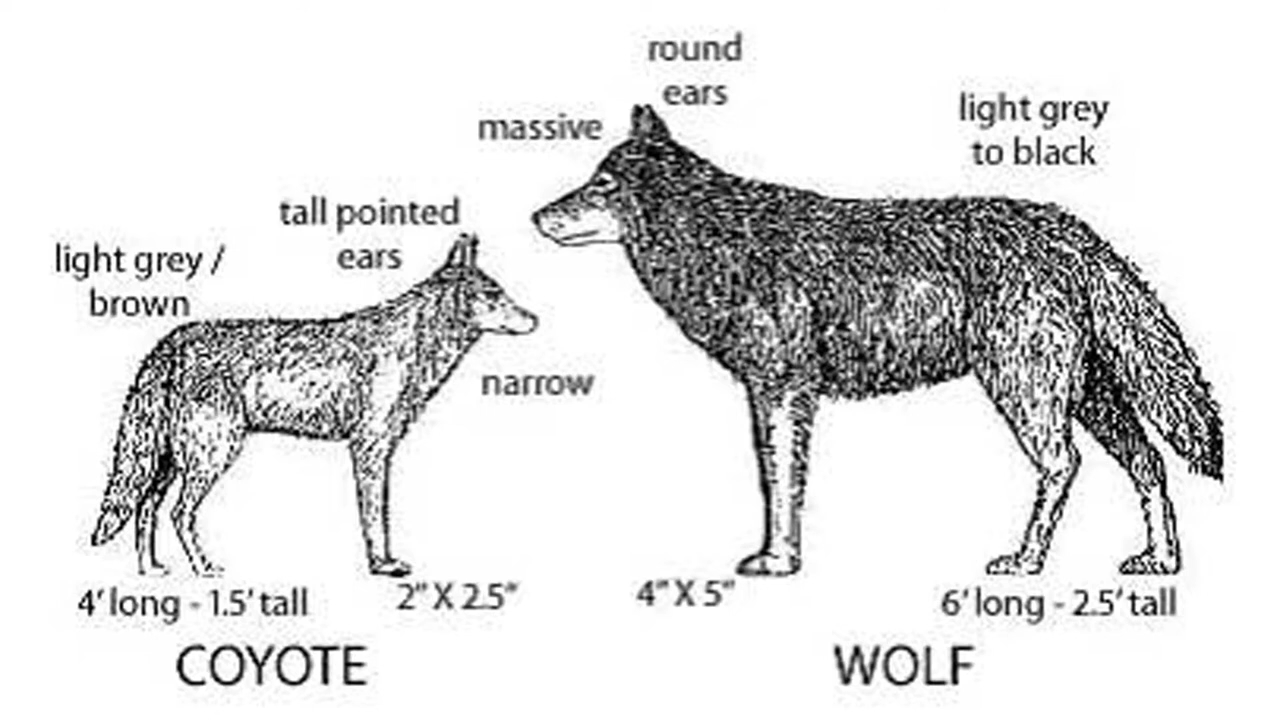 round
ears
massive
light grey
to black
tall pointed
ears
light grey /
brown
narrow
4' long - 1.5' tall
2" X 2.5"
4" X 5"
6' long - 2.5' tall
COYOTE
WOLF